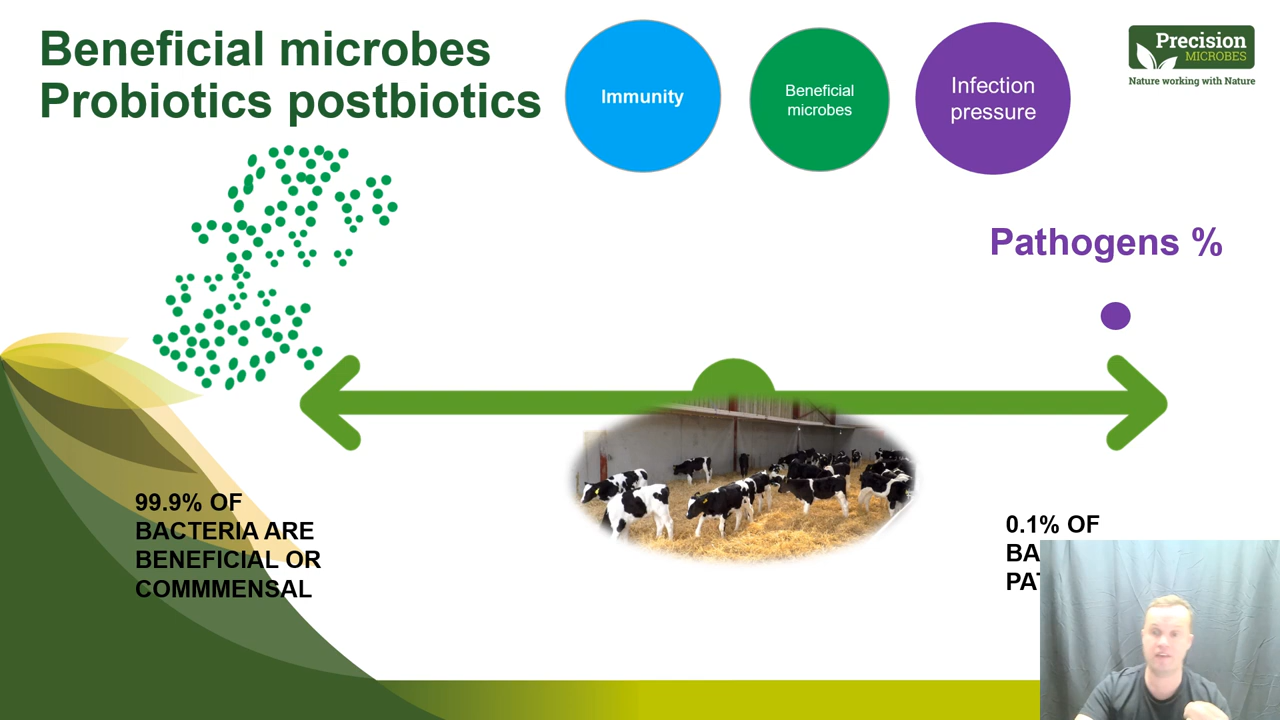 Beneficial microbes
Probiotics postbiotics
Immunity
Beneficial
microbes
Infection
pressure
Precision
MICROBES
Nature working with Nature
Pathogens %
99.9% OF
BACTERIA ARE
BENEFICIAL OR
COMMMENSAL
0.1% OF